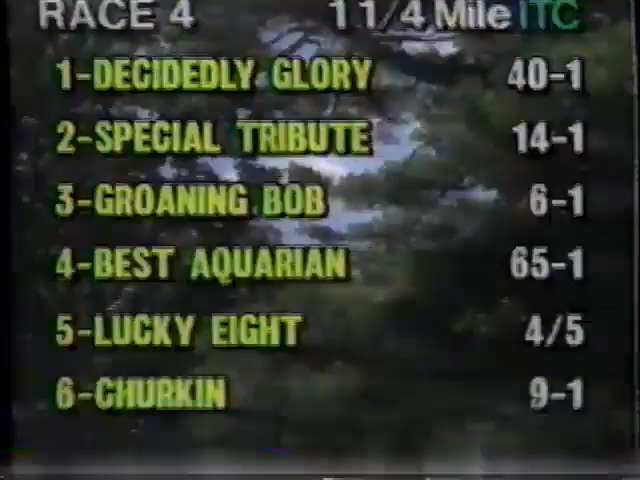 RACE 4 1 1/4 Mile ITC
1-DECIDEDLY GLORY 40-1
2-SPECIAL TRIBUTE 14-1
3-GROANING BOB 6-1
4-BEST AQUARIAN 65-1
5-LUCKY EIGHT 4/5
6-CHURKIN 9-1